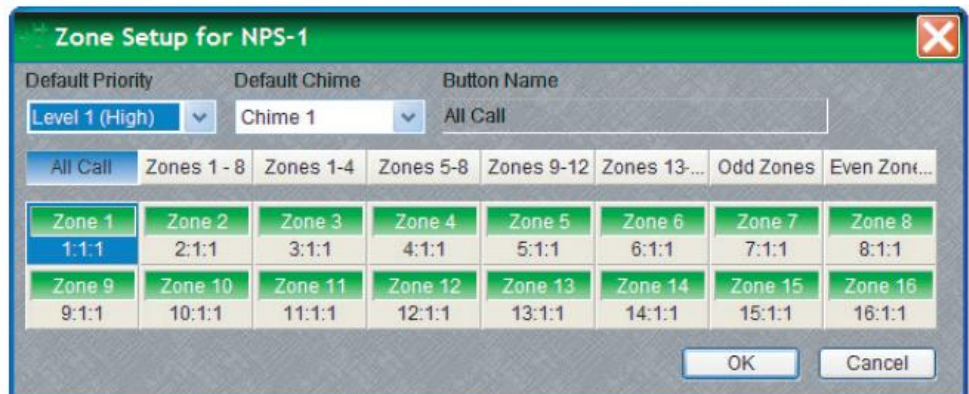 Zone Setup for NPS-1
Default Priority Default Chime Button Name
Level 1 (High) Chime 1 All Call
All Call Zones 1 - 8 Zones 1-4 Zones 5-8 Zones 9-12 Zones 13-... Odd Zones Even Zone...
Zone 1 Zone 2 Zone 3 Zone 4 Zone 5 Zone 6 Zone 7 Zone 8
1:1:1 2:1:1 3:1:1 4:1:1 5:1:1 6:1:1 7:1:1 8:1:1
Zone 9 Zone 10 Zone 11 Zone 12 Zone 13 Zone 14 Zone 15 Zone 16
9:1:1 10:1:1 11:1:1 12:1:1 13:1:1 14:1:1 15:1:1 16:1:1
OK Cancel